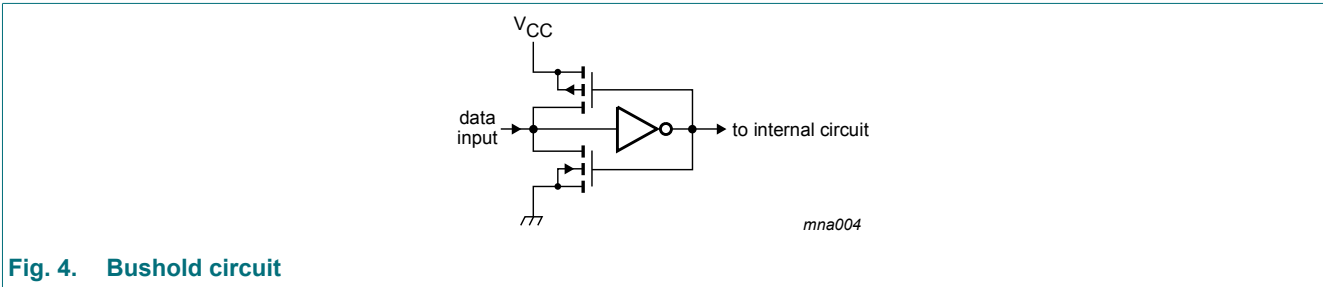 VCC
data
input
to internal circuit
mna004
Fig. 4. Bushold circuit